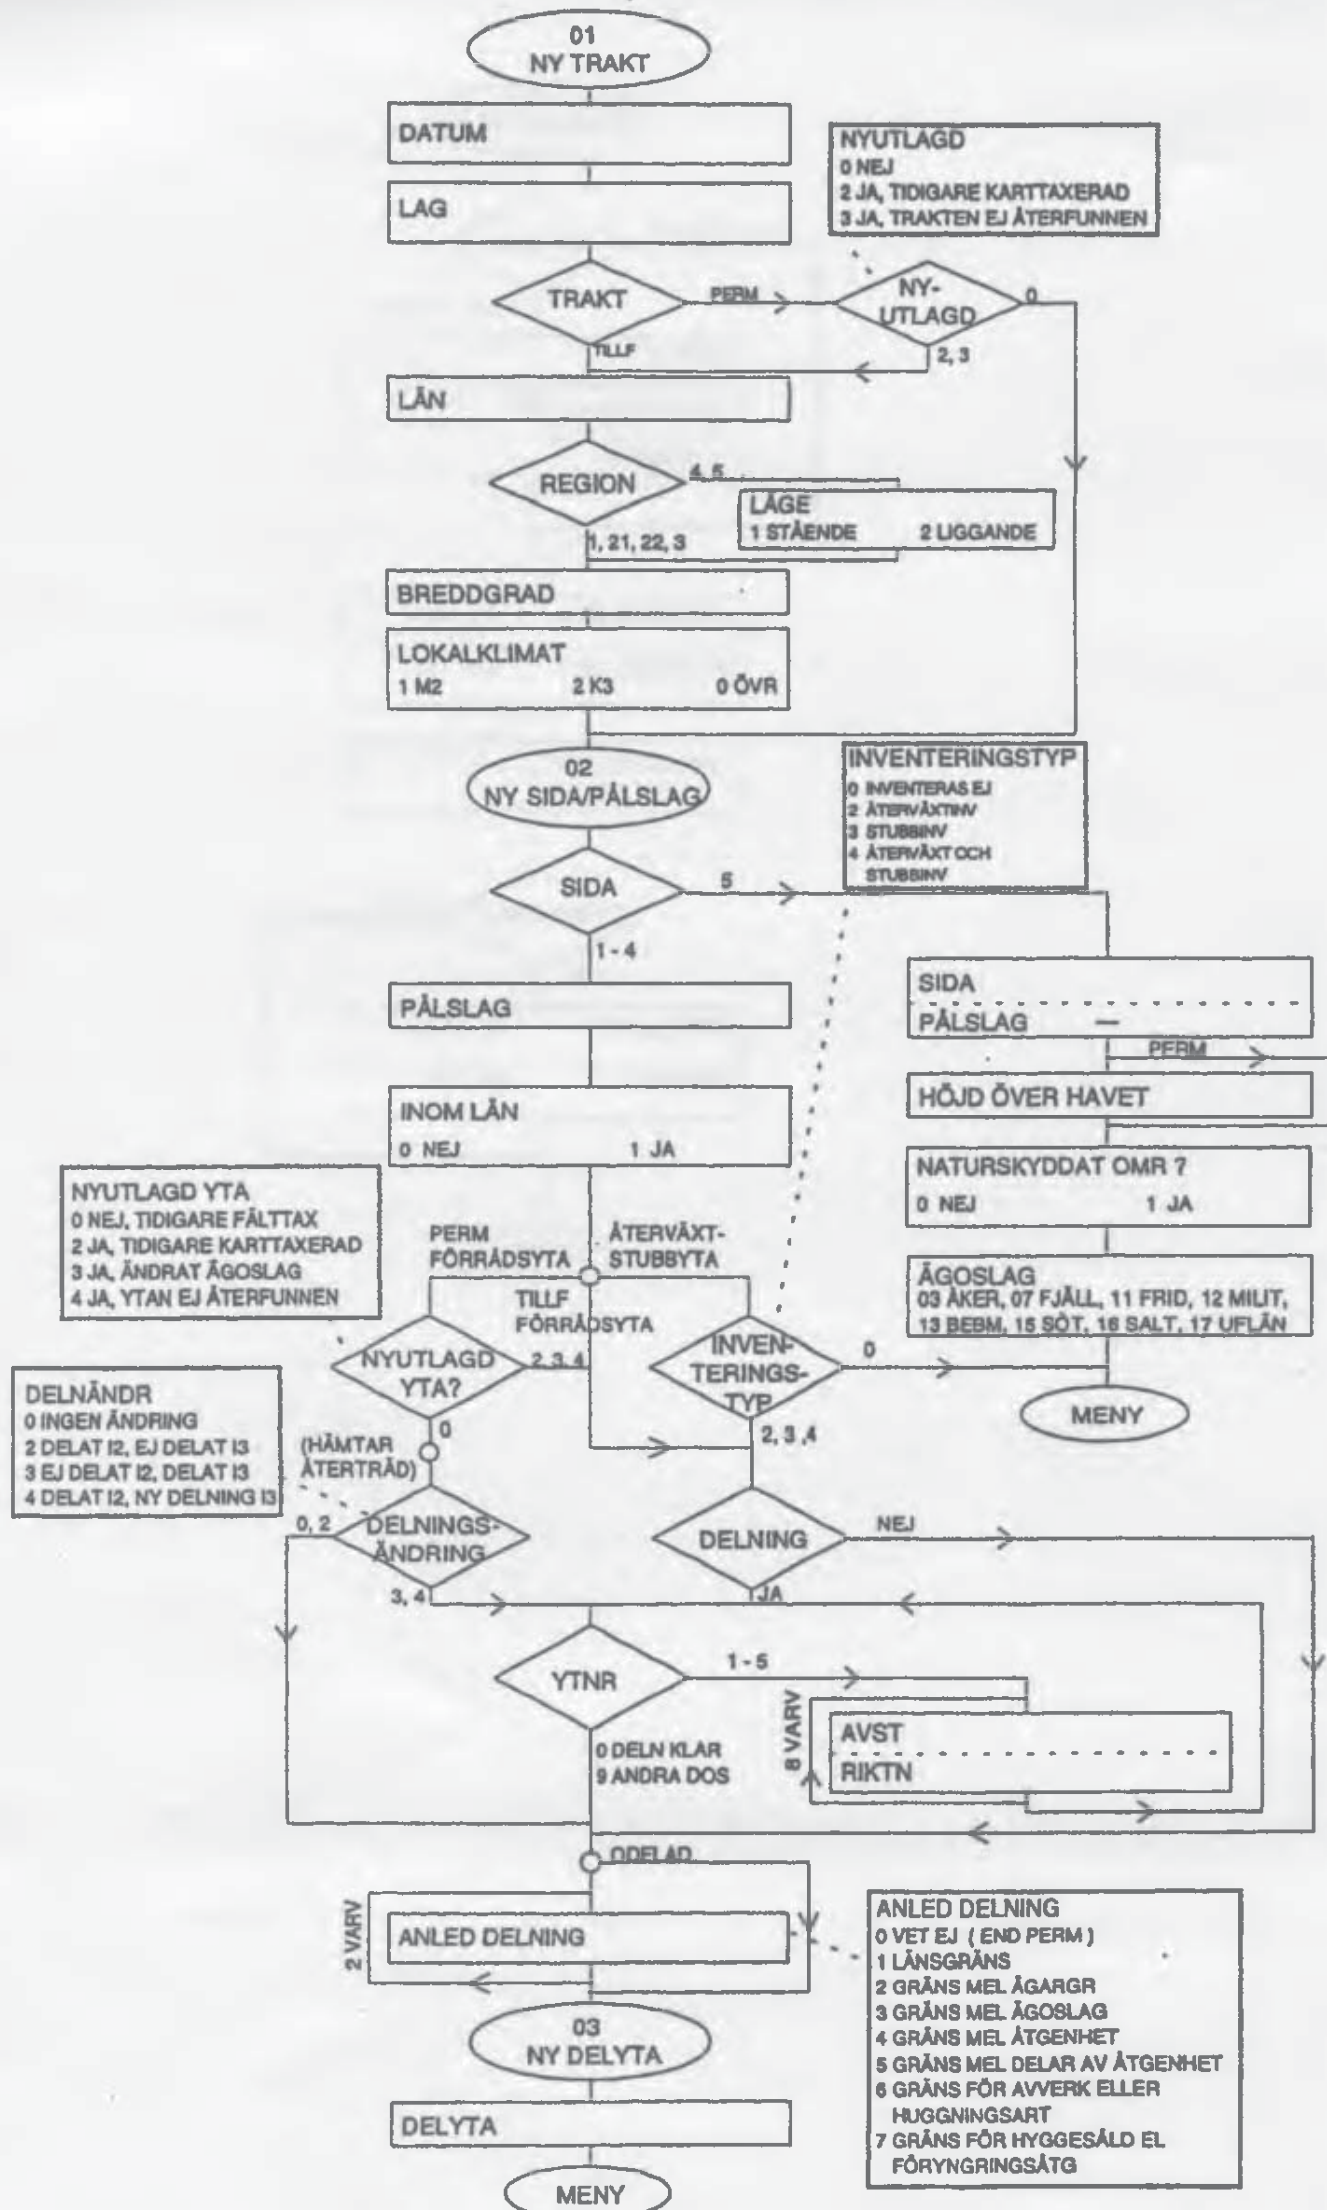 01
NY TRAKT
DATUM
NYUTLAGD
0 NEJ
2 JA, TIDIGARE KARTTAXERAD
3 JA, TRAKTEN EJ ÅTERFUNNEN
LAG
TRAKT
PERM
NY-
UTLAGD
0
TILLF
2, 3
LÄN
REGION
4, 5
LÄGE
1 STÅENDE 2 LIGGANDE
1, 21, 22, 3
BREDDGRAD
LOKALKLIMAT
1 M2 2 K3 0 ÖVR
02
NY SIDA/PÅLSLAG
INVENTERINGSTYP
0 INVENTERAS EJ
2 ÅTERVÄXTINV
3 STUBBINV
4 ÅTERVÄXT OCH
STUBBINV
SIDA
5
1 - 4
SIDA
PÅLSLAG —
PÅLSLAG
PERM
HÖJD ÖVER HAVET
INOM LÄN
0 NEJ 1 JA
NATURSKYDDAT OMR ?
0 NEJ 1 JA
NYUTLAGD YTA
0 NEJ, TIDIGARE FÄLTTAX
2 JA, TIDIGARE KARTTAXERAD
3 JA, ÄNDRAT ÄGOSLAG
4 JA, YTAN EJ ÅTERFUNNEN
PERM
FÖRRÅDSYTA
ÅTERVÄXT-
STUBBYTA
TILLF
FÖRRÅDSYTA
ÄGOSLAG
03 ÅKER, 07 FJÄLL, 11 FRID, 12 MILIT,
13 BEBM, 15 SÖT, 16 SALT, 17 UFLÄN
NYUTLAGD
YTA?
2, 3, 4
INVEN-
TERINGS-
TYP
0
MENY
DELNÄNDR
0 INGEN ÄNDRING
2 DELAT I2, EJ DELAT I3
3 EJ DELAT I2, DELAT I3
4 DELAT I2, NY DELNING I3
0
(HÄMTAR
ÅTERTRÄD)
2, 3 ,4
0, 2
DELNINGS-
ÄNDRING
DELNING
NEJ
3, 4
JA
YTNR
1 - 5
8 VARV
AVST
RIKTN
0 DELN KLAR
9 ANDRA DOS
ODELAD
2 VARV
ANLED DELNING
ANLED DELNING
0 VET EJ ( END PERM )
1 LÄNSGRÄNS
2 GRÄNS MEL ÄGARGR
3 GRÄNS MEL ÄGOSLAG
4 GRÄNS MEL ÅTGENHET
5 GRÄNS MEL DELAR AV ÅTGENHET
6 GRÄNS FÖR AVVERK ELLER
HUGGNINGSART
7 GRÄNS FÖR HYGGESÅLD EL
FÖRYNGRINGSÅTG
03
NY DELYTA
DELYTA
MENY